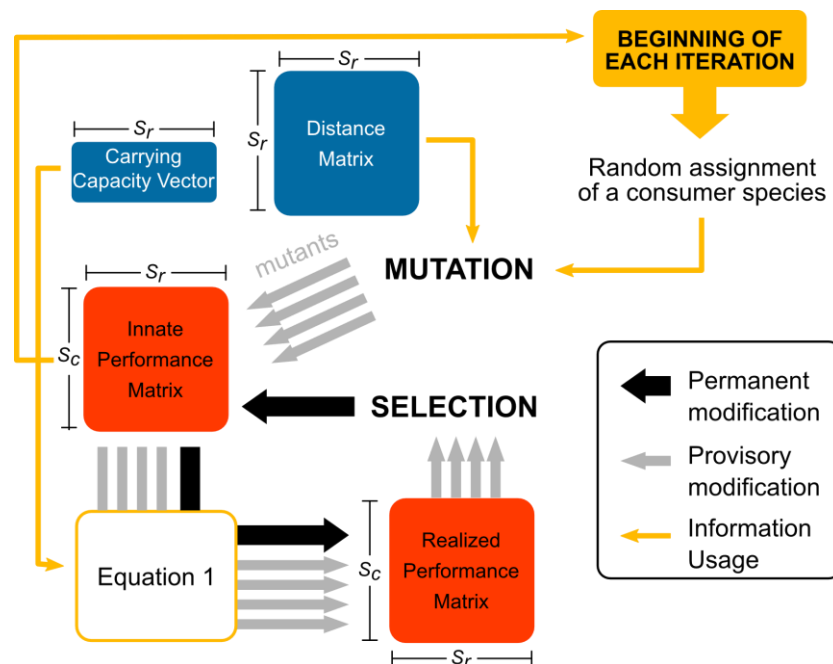 BEGINNING OF
EACH ITERATION
Sr
Sr
Distance
Matrix
Sr
Carrying
Capacity Vector
Random assignment
of a consumer species
mutants
MUTATION
Sr
Sc
Innate
Performance
Matrix
SELECTION
Permanent
modification
Provisory
modification
Information
Usage
Equation 1
Sc
Realized
Performance
Matrix
Sr